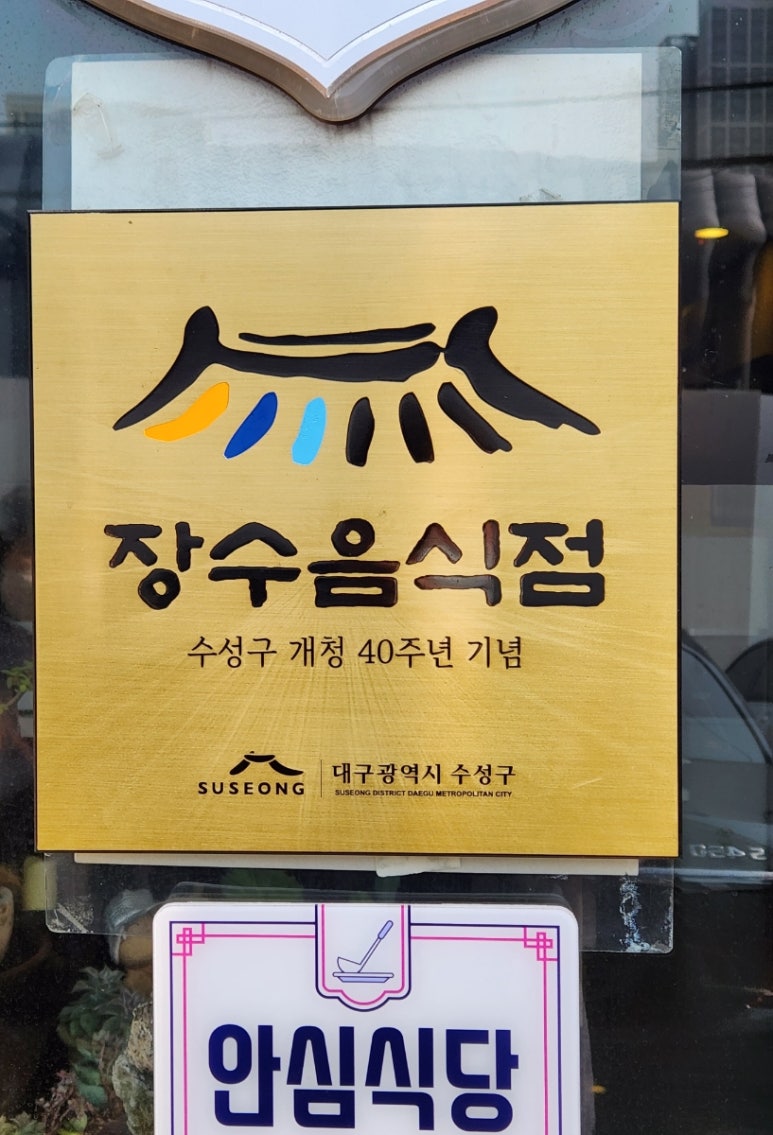 장수음식점
수성구 개청 40주년 기념
SUSEONG
대구광역시 수성구
SUSEONG DISTRICT DAEGU METROPOLITAN CITY
안심식당